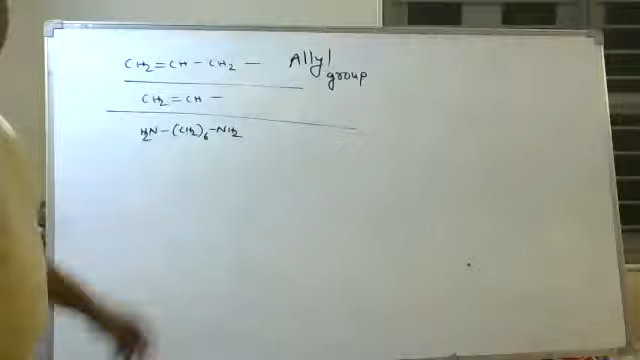 CH₂=CH-CH₂- Allyl group
CH₂=CH-
H₂N-(CH₂)₆-NH₂